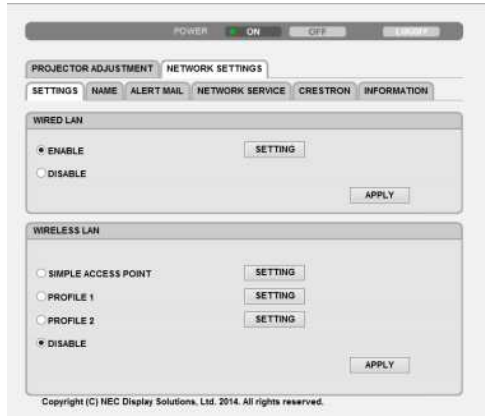 POWER ON OFF LOGOFF
PROJECTOR ADJUSTMENT NETWORK SETTINGS
SETTINGS NAME ALERT MAIL NETWORK SERVICE CRESTRON INFORMATION
WIRED LAN
ENABLE SETTING
DISABLE
APPLY
WIRELESS LAN
SIMPLE ACCESS POINT SETTING
PROFILE 1 SETTING
PROFILE 2 SETTING
DISABLE
APPLY
Copyright (C) NEC Display Solutions, Ltd. 2014. All rights reserved.